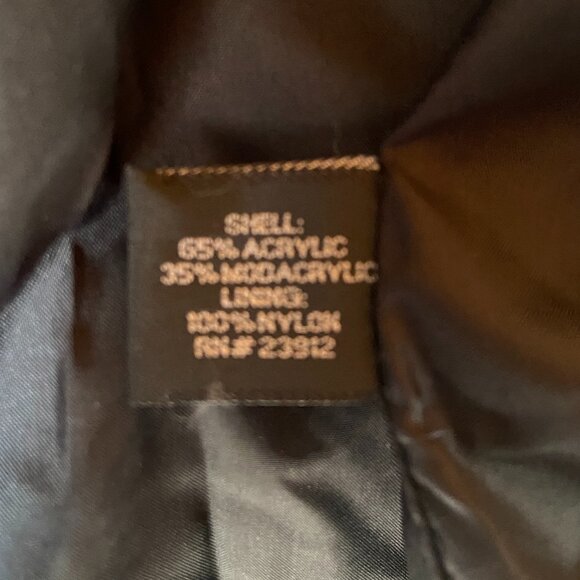 SHELL:
65% ACRYLIC
35% MODACRYLIC
LINING:
100% NYLON
RN# 23912